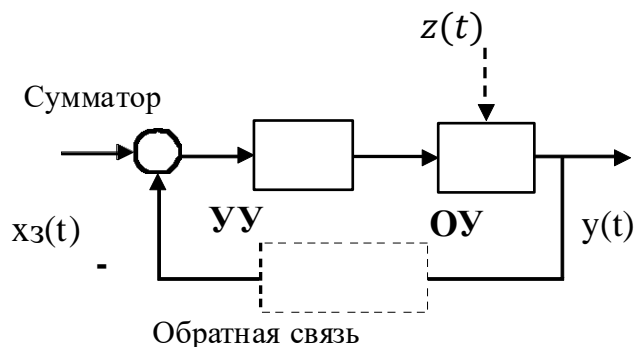 z(t)
Сумматор
УУ
ОУ
xз(t)
y(t)
-
Обратная связь